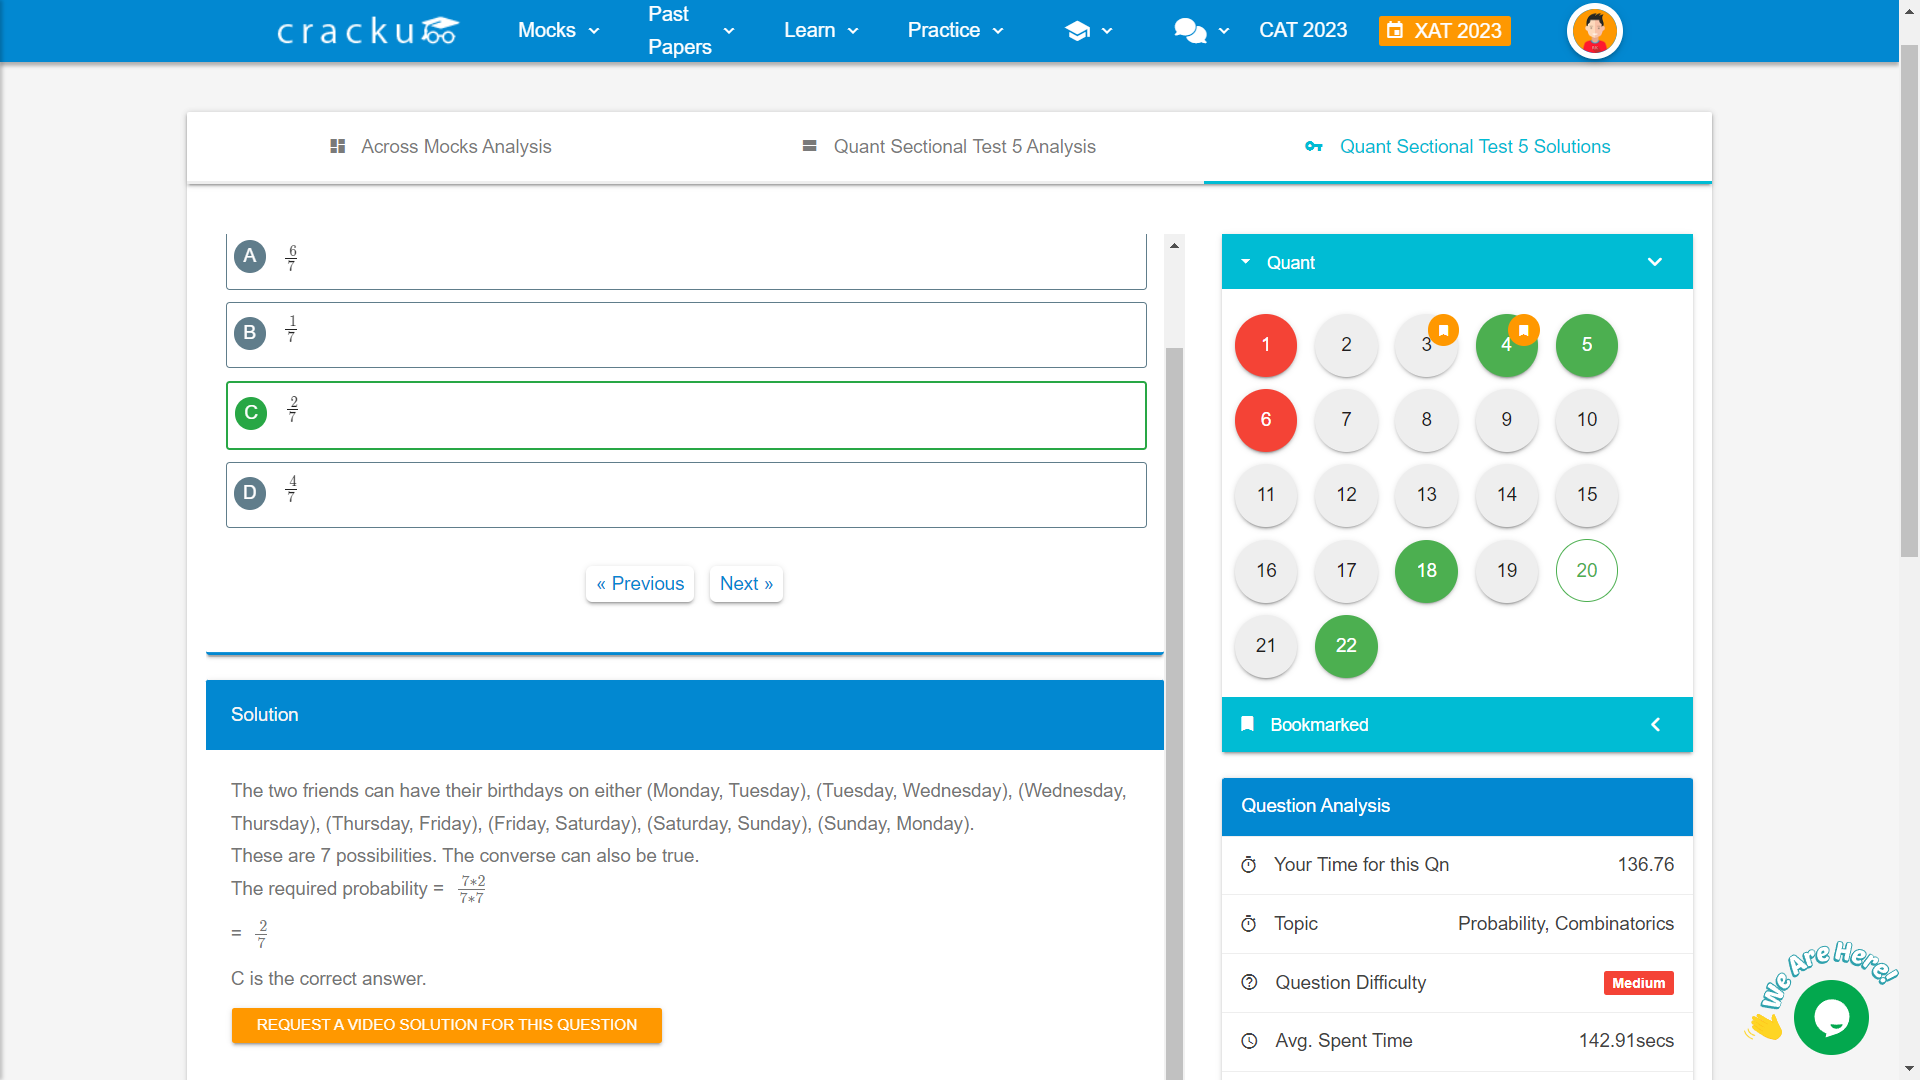 cracku
Mocks
Past
Papers
Learn
Practice
CAT 2023
XAT 2023
Across Mocks Analysis
Quant Sectional Test 5 Analysis
Quant Sectional Test 5 Solutions
A 6/7
B 1/7
C 2/7
D 4/7
« Previous
Next »
Solution
The two friends can have their birthdays on either (Monday, Tuesday), (Tuesday, Wednesday), (Wednesday,
Thursday), (Thursday, Friday), (Friday, Saturday), (Saturday, Sunday), (Sunday, Monday).
These are 7 possibilities. The converse can also be true.
The required probability = 7*2/7*7
= 2/7
C is the correct answer.
REQUEST A VIDEO SOLUTION FOR THIS QUESTION
Quant
1 2 3 4 5
6 7 8 9 10
11 12 13 14 15
16 17 18 19 20
21 22
Bookmarked
Question Analysis
Your Time for this Qn 136.76
Topic Probability, Combinatorics
Question Difficulty Medium
Avg. Spent Time 142.91secs
We Are Here!